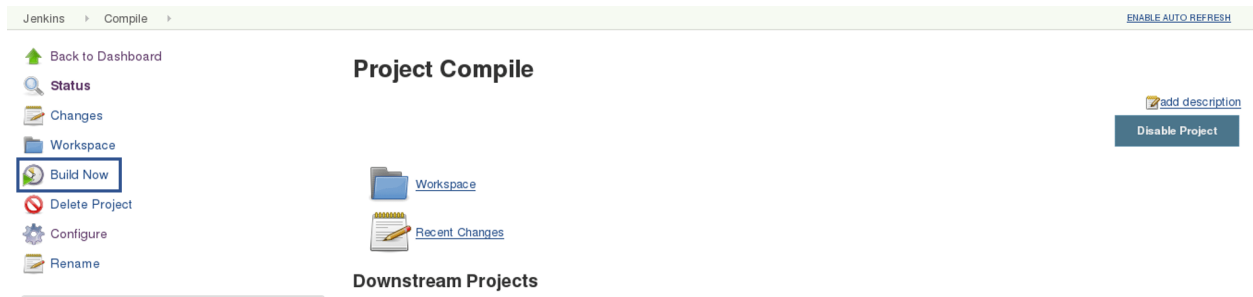 Jenkins Compile ENABLE AUTO REFRESH
Back to Dashboard
Status
Changes
Workspace
Build Now
Delete Project
Configure
Rename
Project Compile
add description
Disable Project
Workspace
Recent Changes
Downstream Projects